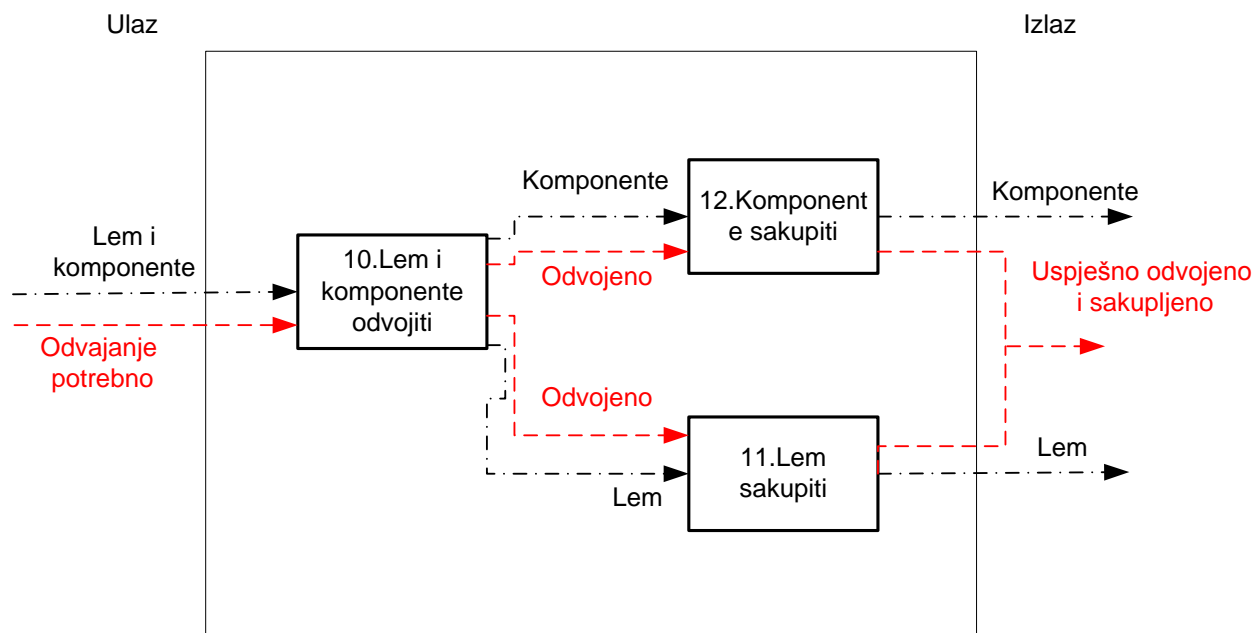 Ulaz
Izlaz
Lem i
komponente
Odvajanje
potrebno
10.Lem i
komponente
odvojiti
Komponente
Odvojeno
Odvojeno
Lem
12.Komponent
e sakupiti
11.Lem
sakupiti
Komponente
Uspješno odvojeno
i sakupljeno
Lem